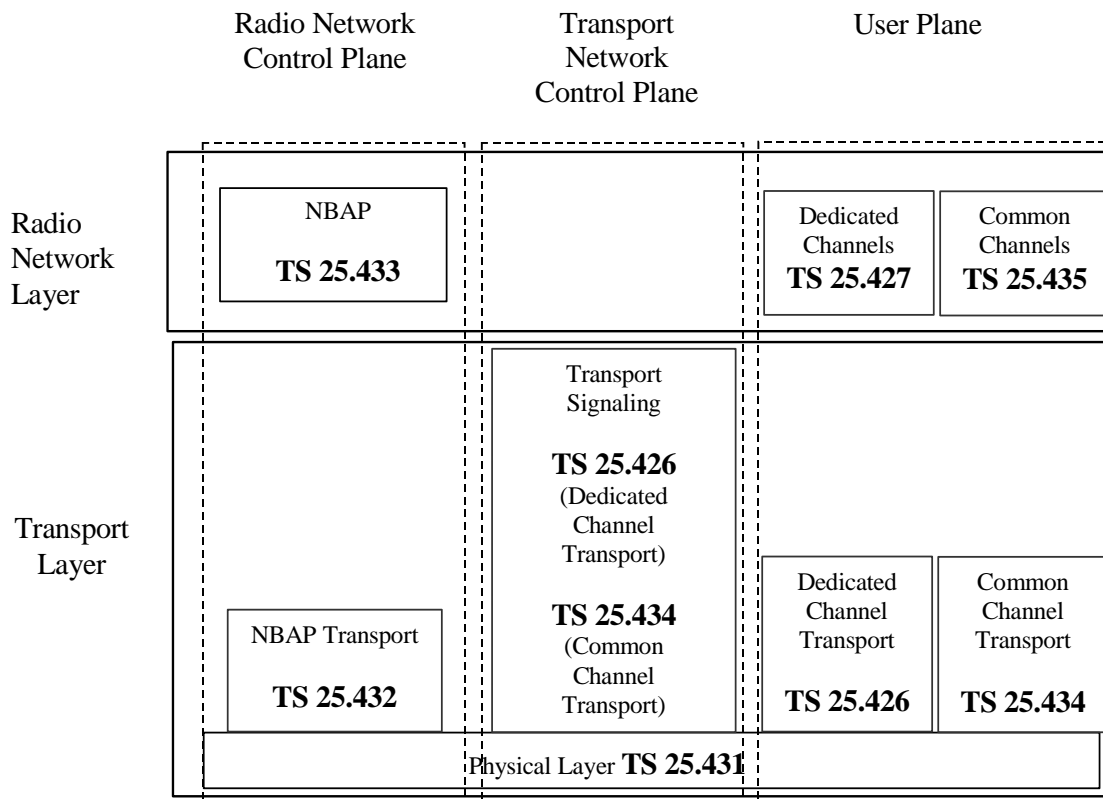 Radio Network
Control Plane
Transport
Network
Control Plane
User Plane
Radio
Network
Layer
NBAP
TS 25.433
Dedicated
Channels
TS 25.427
Common
Channels
TS 25.435
Transport
Layer
NBAP Transport
TS 25.432
Transport
Signaling
TS 25.426
(Dedicated
Channel
Transport)
TS 25.434
(Common
Channel
Transport)
Dedicated
Channel
Transport
TS 25.426
Common
Channel
Transport
TS 25.434
Physical Layer TS 25.431